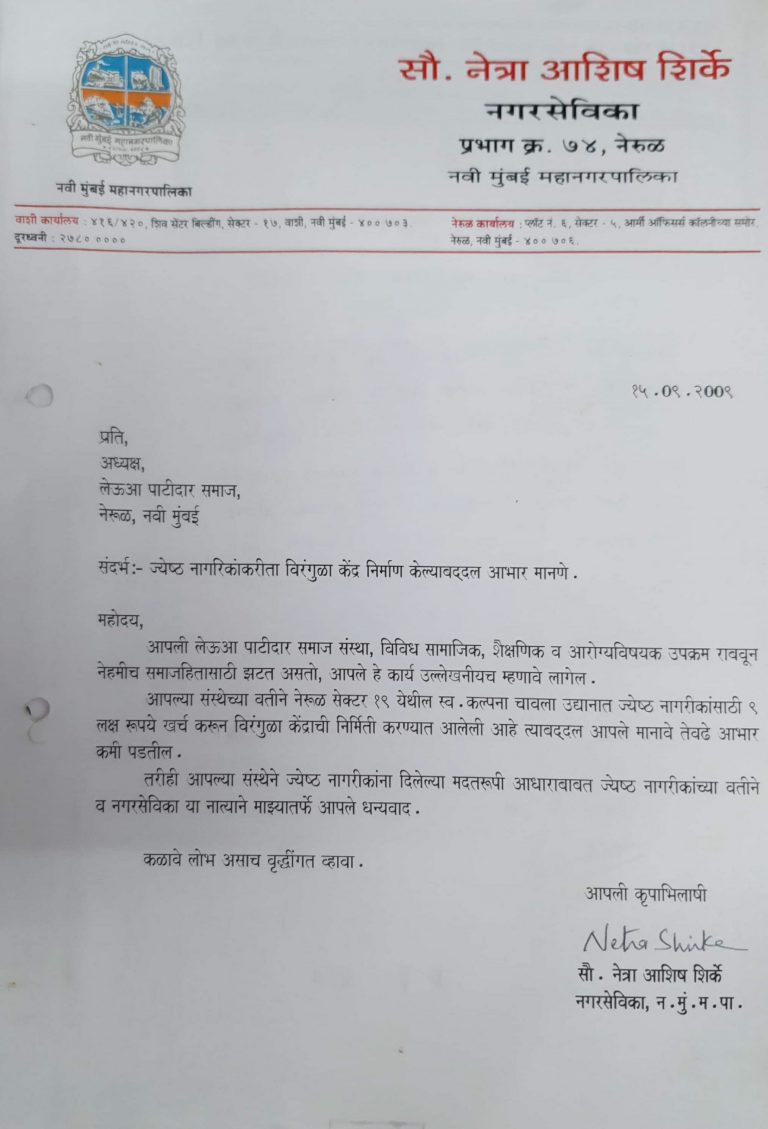 नवी मुंबई महानगरपालिका
नवी मुंबई महानगरपालिका
सौ. नेत्रा आशिष शिर्के
नगरसेविका
प्रभाग क्र. ७४, नेरुळ
नवी मुंबई महानगरपालिका
वाशी कार्यालय : ४१६/४२०, शिव सेंटर बिल्डींग, सेक्टर - १७, वाशी, नवी मुंबई - ४०० ७०३.
दूरध्वनी : २७८० ००००
नेरुळ कार्यालय : प्लॉट नं. ६, सेक्टर - ५, आर्मी ऑफिसर्स कॉलनीच्या समोर,
नेरुळ, नवी मुंबई - ४०० ७०६.
१५.०९.२००९
प्रति,
अध्यक्ष,
लेऊआ पाटीदार समाज,
नेरूळ, नवी मुंबई
संदर्भ:- ज्येष्ठ नागरिकांकरीता विरंगुळा केंद्र निर्माण केल्याबद्दल आभार मानणे.
महोदय,
आपली लेऊआ पाटीदार समाज संस्था, विविध सामाजिक, शैक्षणिक व आरोग्यविषयक उपक्रम राबवून
नेहमीच समाजहितासाठी झटत असतो, आपले हे कार्य उल्लेखनीयच म्हणावे लागेल.
आपल्या संस्थेच्या वतीने नेरूळ सेक्टर १९ येथील स्व.कल्पना चावला उद्यानात ज्येष्ठ नागरीकांसाठी ९
लक्ष रूपये खर्च करून विरंगुळा केंद्राची निर्मिती करण्यात आलेली आहे त्याबद्दल आपले मानावे तेवढे आभार
कमी पडतील.
तरीही आपल्या संस्थेने ज्येष्ठ नागरीकांना दिलेल्या मदतरूपी आधाराबाबत ज्येष्ठ नागरीकांच्या वतीने
व नगरसेविका या नात्याने माझ्यातर्फे आपले धन्यवाद.
कळावे लोभ असाच वृद्धींगत व्हावा.
आपली कृपाभिलाषी
Netra Shirke
सौ. नेत्रा आशिष शिर्के
नगरसेविका, न.मुं.म.पा.